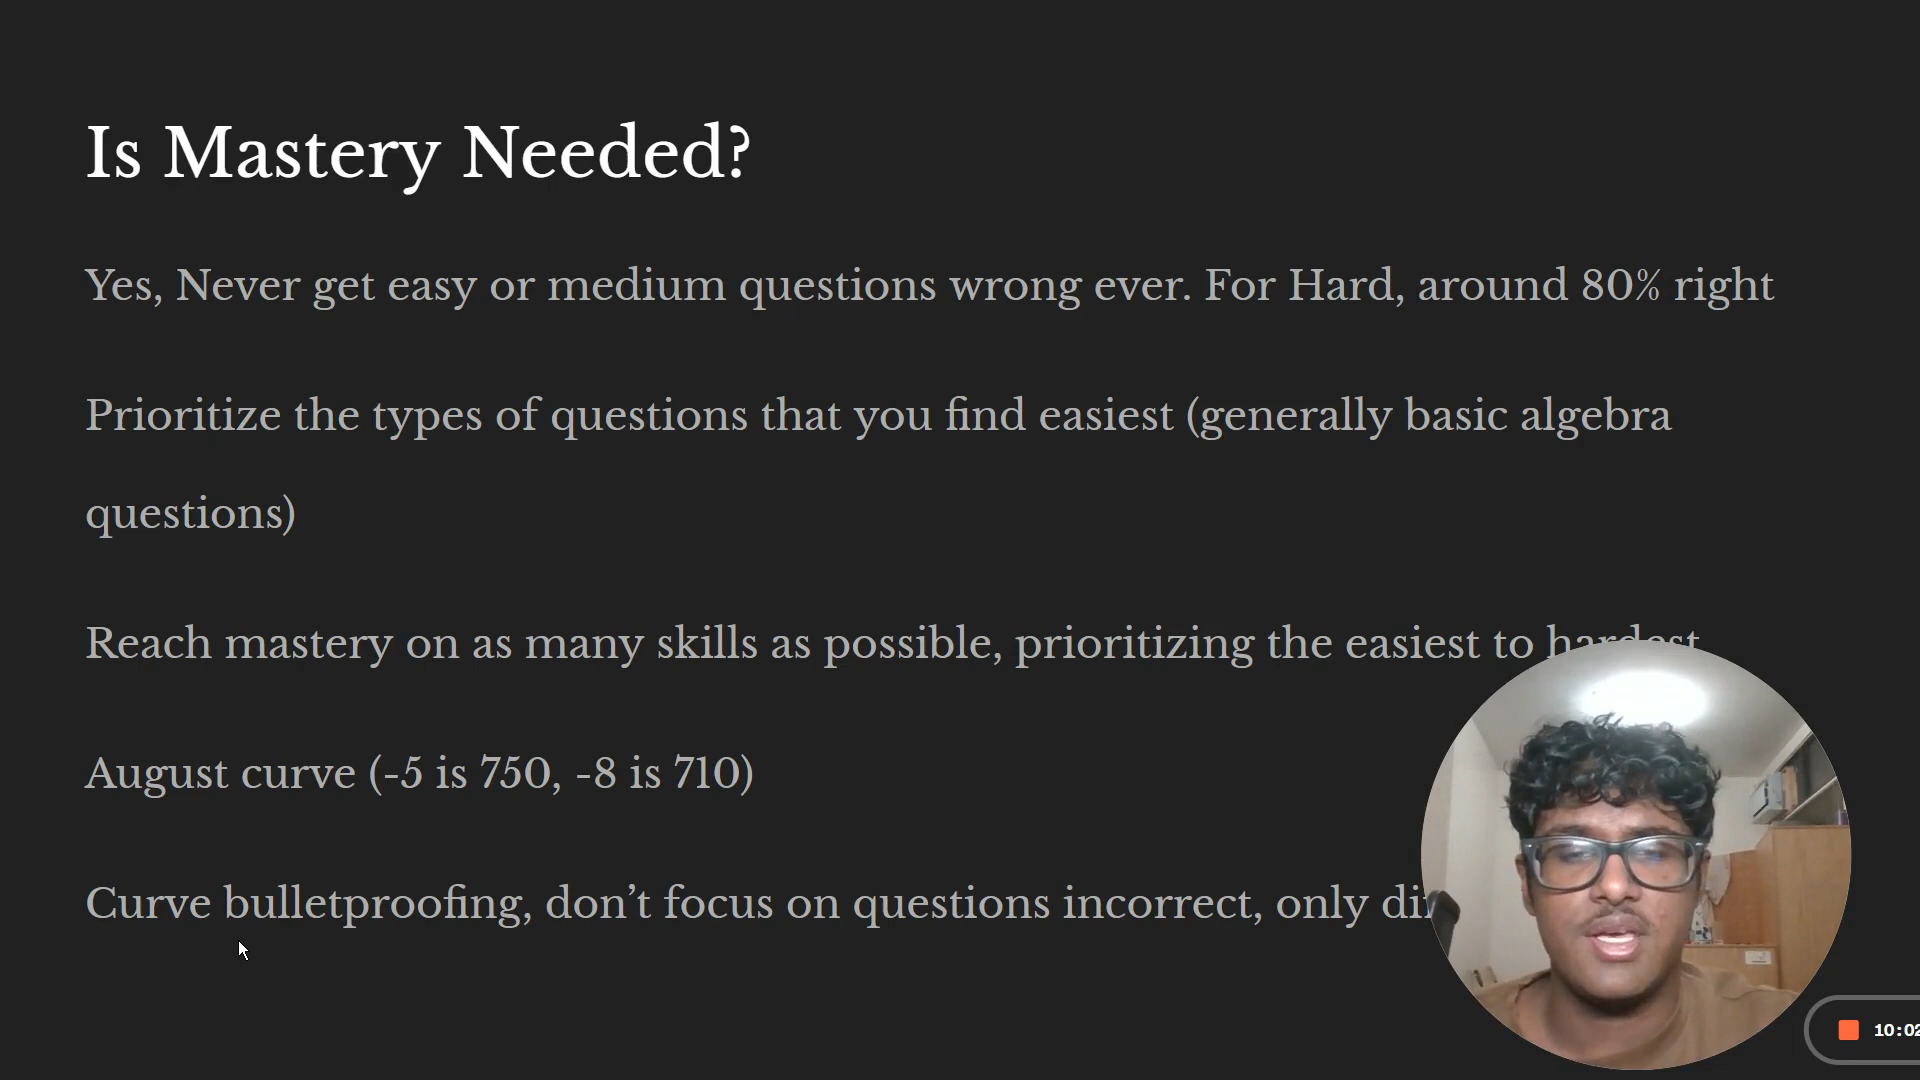 Is Mastery Needed?
Yes, Never get easy or medium questions wrong ever. For Hard, around 80% right
Prioritize the types of questions that you find easiest (generally basic algebra
questions)
Reach mastery on as many skills as possible, prioritizing the easiest to hardest
August curve (-5 is 750, -8 is 710)
Curve bulletproofing, don’t focus on questions incorrect, only
10:02